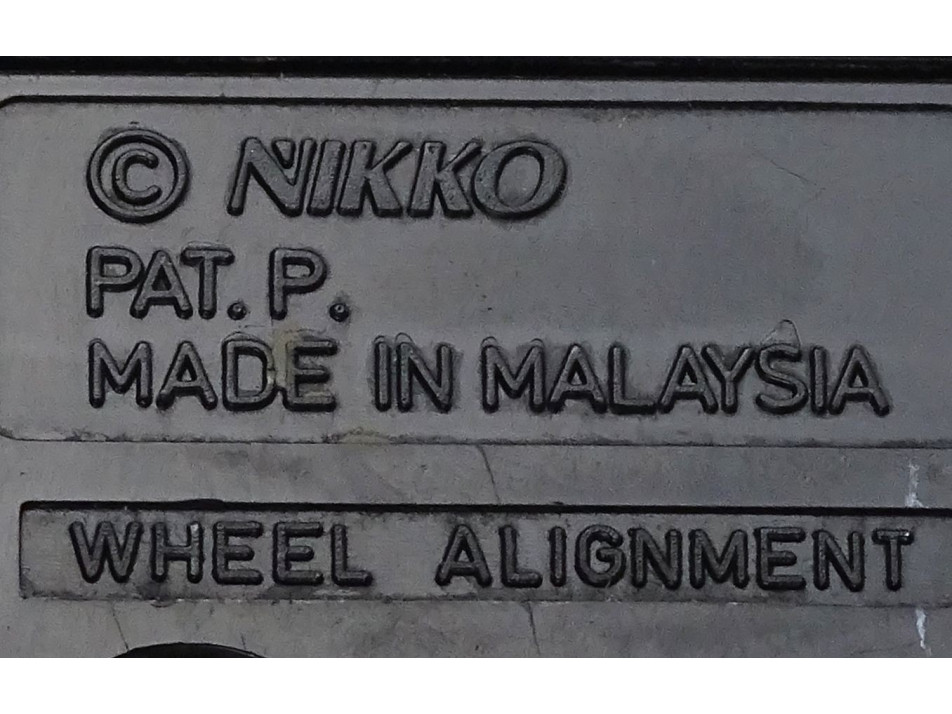 © NIKKO
PAT. P.
MADE IN MALAYSIA
WHEEL ALIGNMENT